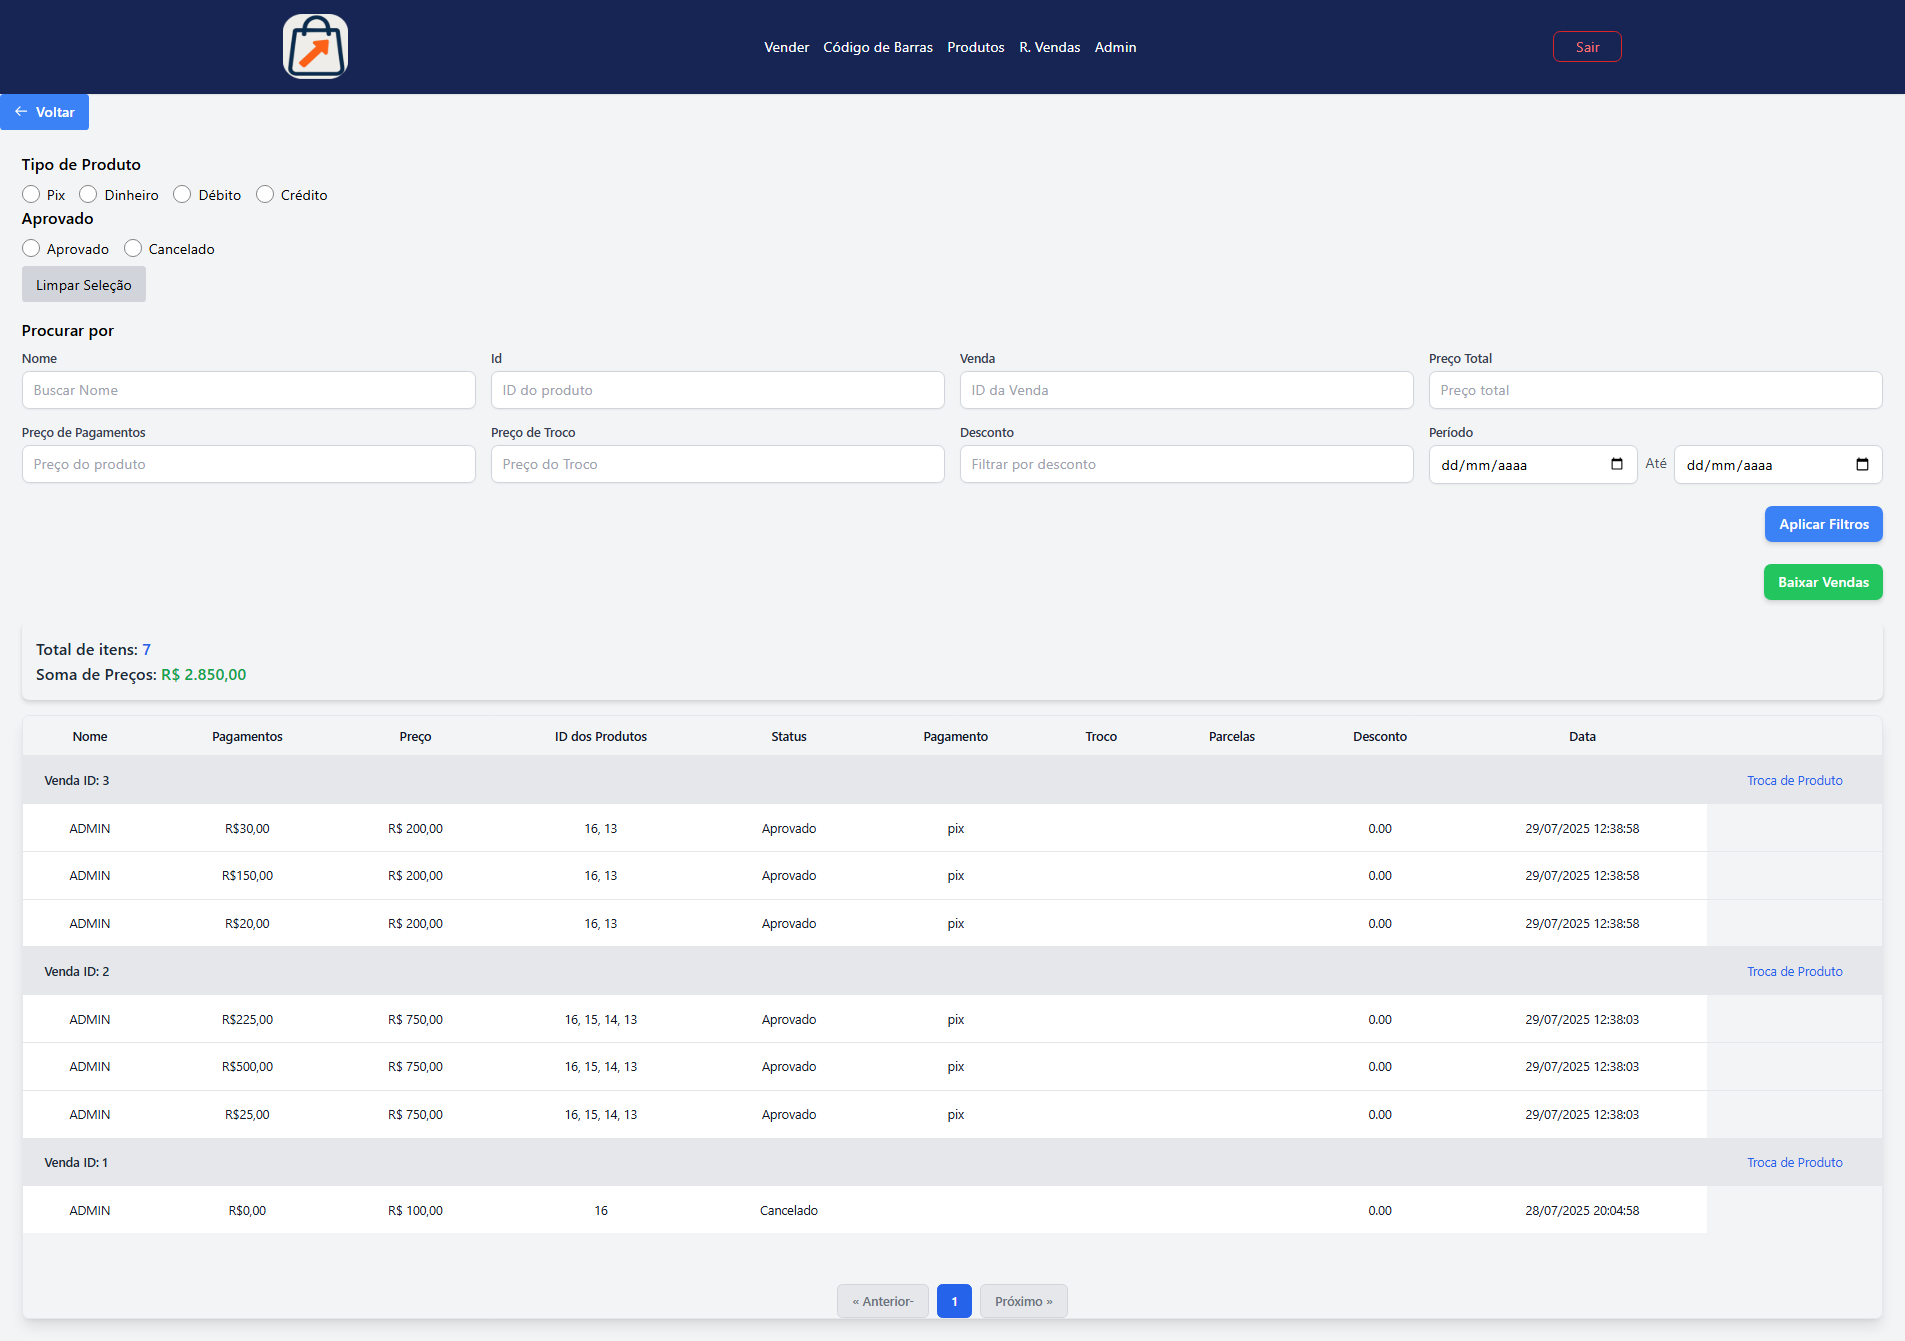 Vender Código de Barras Produtos R. Vendas Admin Sair
← Voltar
Tipo de Produto
Pix Dinheiro Débito Crédito
Aprovado
Aprovado Cancelado
Limpar Seleção
Procurar por
Nome Id Venda Preço Total
Buscar Nome ID do produto ID da Venda Preço total
Preço de Pagamentos Preço de Troco Desconto Período
Preço do produto Preço do Troco Filtrar por desconto dd/mm/aaaa Até dd/mm/aaaa
Aplicar Filtros
Baixar Vendas
Total de itens: 7
Soma de Preços: R$ 2.850,00
Nome Pagamentos Preço ID dos Produtos Status Pagamento Troco Parcelas Desconto Data
Venda ID: 3 Troca de Produto
ADMIN R$30,00 R$ 200,00 16, 13 Aprovado pix 0.00 29/07/2025 12:38:58
ADMIN R$150,00 R$ 200,00 16, 13 Aprovado pix 0.00 29/07/2025 12:38:58
ADMIN R$20,00 R$ 200,00 16, 13 Aprovado pix 0.00 29/07/2025 12:38:58
Venda ID: 2 Troca de Produto
ADMIN R$225,00 R$ 750,00 16, 15, 14, 13 Aprovado pix 0.00 29/07/2025 12:38:03
ADMIN R$500,00 R$ 750,00 16, 15, 14, 13 Aprovado pix 0.00 29/07/2025 12:38:03
ADMIN R$25,00 R$ 750,00 16, 15, 14, 13 Aprovado pix 0.00 29/07/2025 12:38:03
Venda ID: 1 Troca de Produto
ADMIN R$0,00 R$ 100,00 16 Cancelado 0.00 28/07/2025 20:04:58
« Anterior- 1 Próximo »